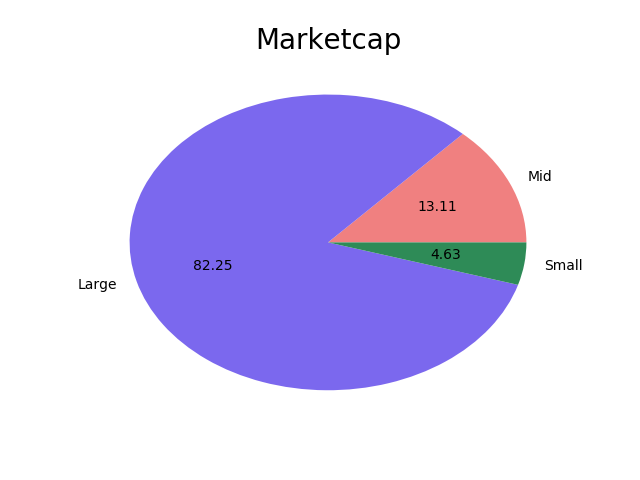 Marketcap
Mid
13.11
4.63
Small
82.25
Large